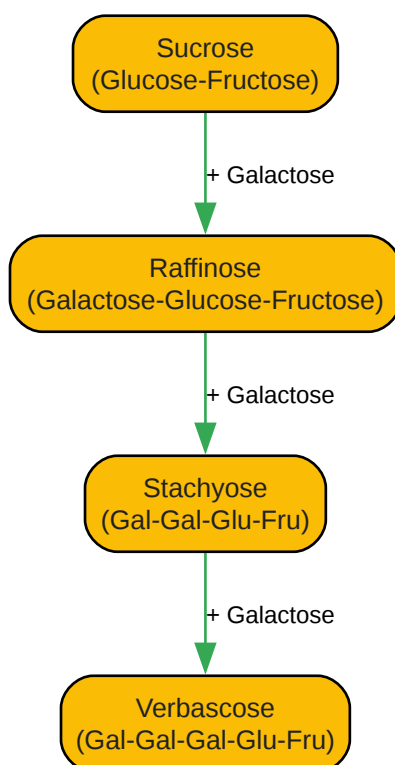 Sucrose
(Glucose-Fructose)
+ Galactose
Raffinose
(Galactose-Glucose-Fructose)
+ Galactose
Stachyose
(Gal-Gal-Glu-Fru)
+ Galactose
Verbascose
(Gal-Gal-Gal-Glu-Fru)